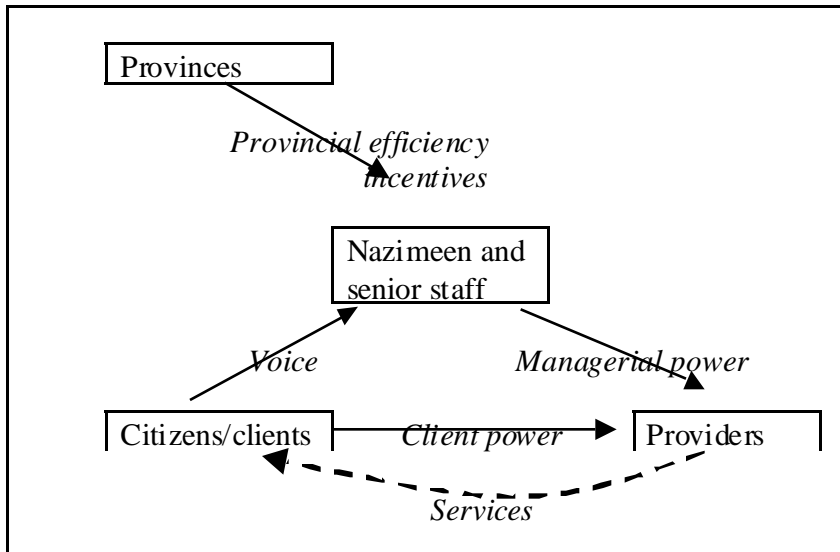 Provinces
Provincial efficiency
incentives
Nazimeen and
senior staff
Voice
Managerial power
Citizens/clients
Client power
Providers
Services